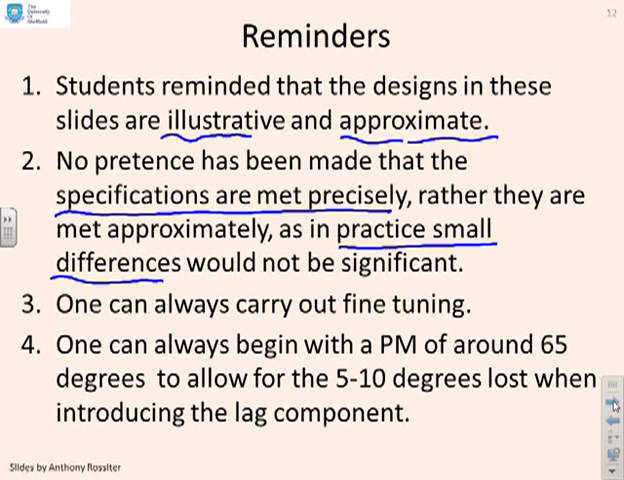 The
University
Of
Sheffield.
12
Reminders
1. Students reminded that the designs in these
slides are illustrative and approximate.
2. No pretence has been made that the
specifications are met precisely, rather they are
met approximately, as in practice small
differences would not be significant.
3. One can always carry out fine tuning.
4. One can always begin with a PM of around 65
degrees to allow for the 5-10 degrees lost when
introducing the lag component.
Slides by Anthony Rossiter